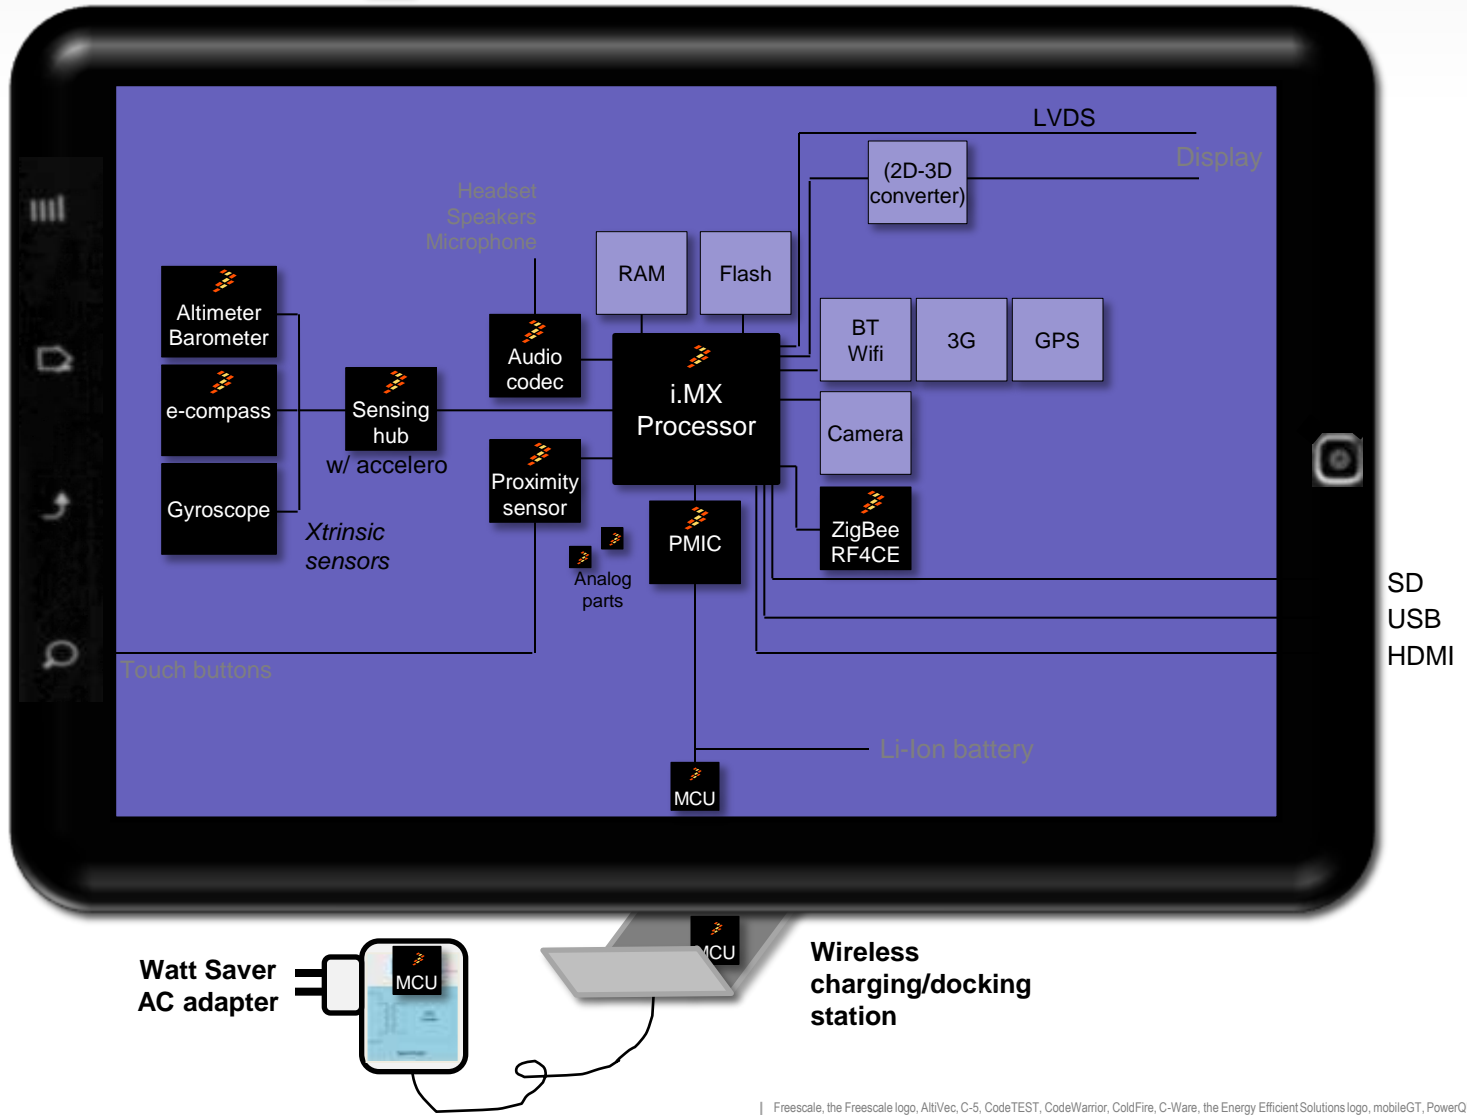 LVDS
Display
(2D-3D
converter)
Headset
Speakers
Microphone
RAM
Flash
Altimeter
Barometer
Audio
codec
BT
Wifi
3G
GPS
i.MX
Processor
e-compass
Sensing
hub
w/ accelero
Camera
Proximity
sensor
Gyroscope
Xtrinsic
sensors
PMIC
ZigBee
RF4CE
Analog
parts
SD
USB
HDMI
Touch buttons
Li-Ion battery
MCU
MCU
Watt Saver
AC adapter
MCU
Wireless
charging/docking
station
| Freescale, the Freescale logo, AltiVec, C-5, CodeTEST, CodeWarrior, ColdFire, C-Ware, the Energy Efficient Solutions logo, mobileGT, PowerQ